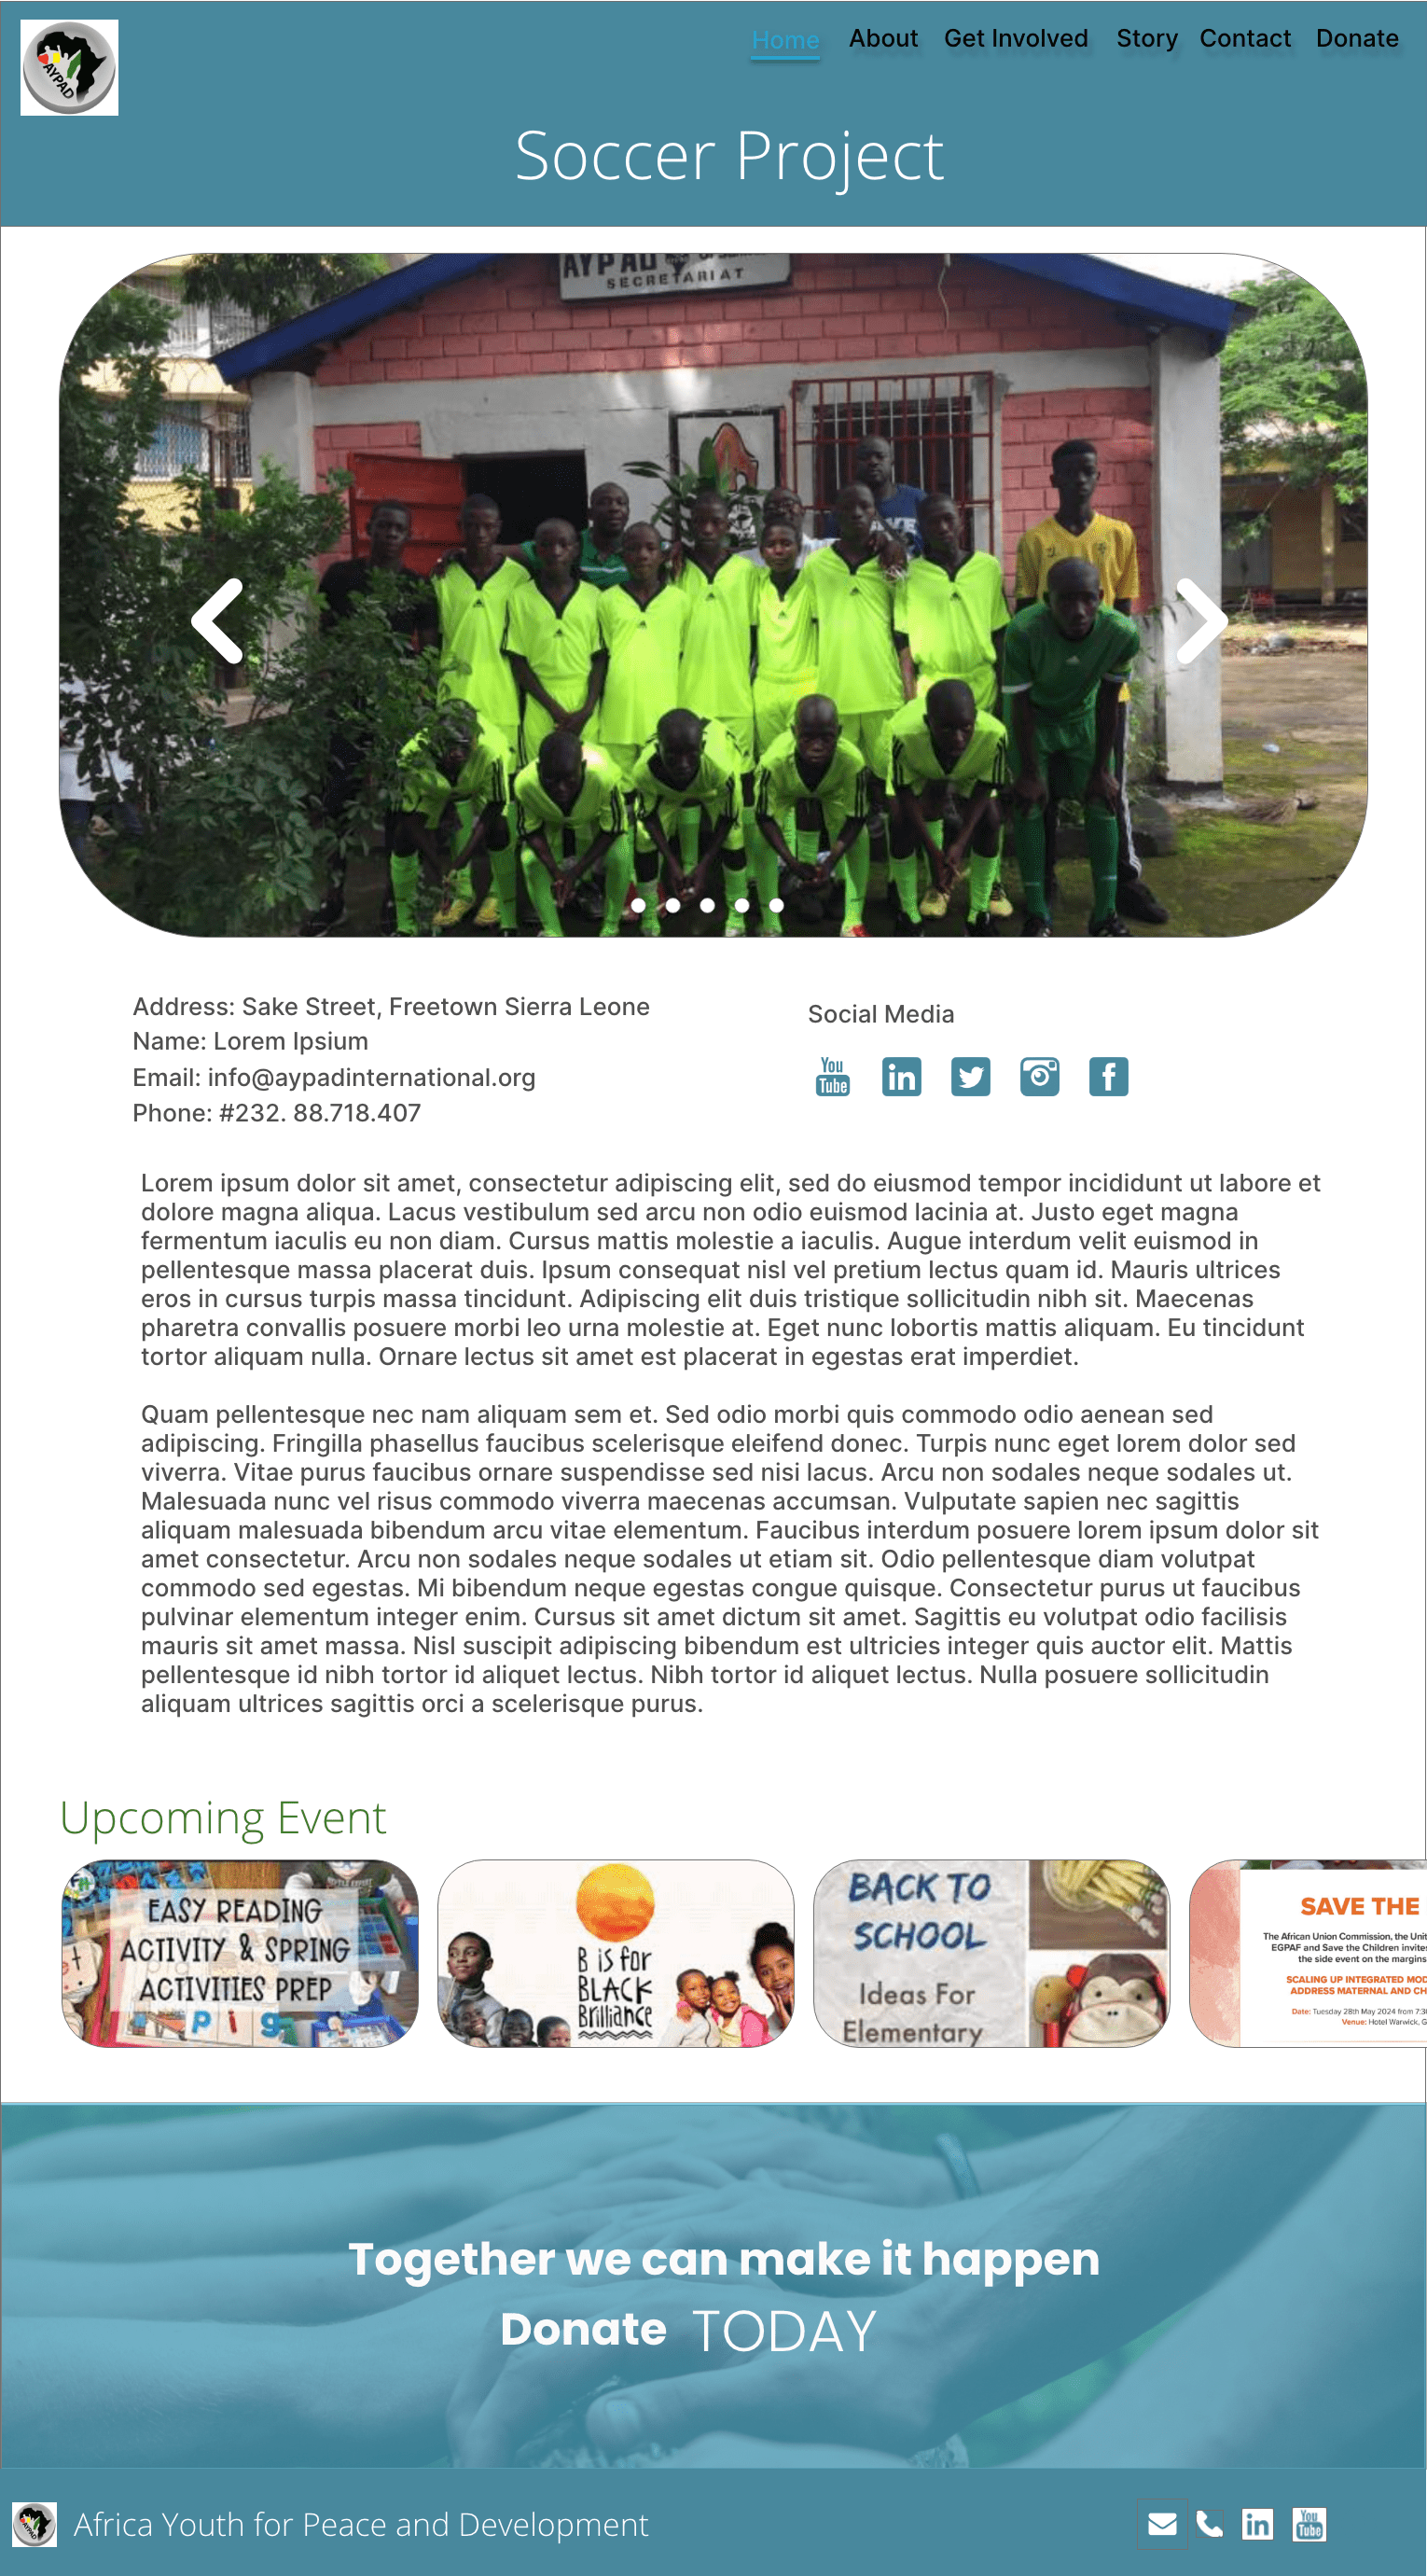 AYPAD
Home About Get Involved Story Contact Donate
Soccer Project
AYPAD
SECRETARIAT
Address: Sake Street, Freetown Sierra Leone
Name: Lorem Ipsium
Email: info@aypadinternational.org
Phone: #232. 88.718.407
Social Media
You
Tube
in
f
Lorem ipsum dolor sit amet, consectetur adipiscing elit, sed do eiusmod tempor incididunt ut labore et
dolore magna aliqua. Lacus vestibulum sed arcu non odio euismod lacinia at. Justo eget magna
fermentum iaculis eu non diam. Cursus mattis molestie a iaculis. Augue interdum velit euismod in
pellentesque massa placerat duis. Ipsum consequat nisl vel pretium lectus quam id. Mauris ultrices
eros in cursus turpis massa tincidunt. Adipiscing elit duis tristique sollicitudin nibh sit. Maecenas
pharetra convallis posuere morbi leo urna molestie at. Eget nunc lobortis mattis aliquam. Eu tincidunt
tortor aliquam nulla. Ornare lectus sit amet est placerat in egestas erat imperdiet.
Quam pellentesque nec nam aliquam sem et. Sed odio morbi quis commodo odio aenean sed
adipiscing. Fringilla phasellus faucibus scelerisque eleifend donec. Turpis nunc eget lorem dolor sed
viverra. Vitae purus faucibus ornare suspendisse sed nisi lacus. Arcu non sodales neque sodales ut.
Malesuada nunc vel risus commodo viverra maecenas accumsan. Vulputate sapien nec sagittis
aliquam malesuada bibendum arcu vitae elementum. Faucibus interdum posuere lorem ipsum dolor sit
amet consectetur. Arcu non sodales neque sodales ut etiam sit. Odio pellentesque diam volutpat
commodo sed egestas. Mi bibendum neque egestas congue quisque. Consectetur purus ut faucibus
pulvinar elementum integer enim. Cursus sit amet dictum sit amet. Sagittis eu volutpat odio facilisis
mauris sit amet massa. Nisl suscipit adipiscing bibendum est ultricies integer quis auctor elit. Mattis
pellentesque id nibh tortor id aliquet lectus. Nibh tortor id aliquet lectus. Nulla posuere sollicitudin
aliquam ultrices sagittis orci a scelerisque purus.
Upcoming Event
EASY READING
ACTIVITY & SPRING
ACTIVITIES PREP
pig
B is for
BLACK
Brilliance
BACK TO
SCHOOL
Ideas For
Elementary
SAVE THE
The African Union Commission, the Unit
EGPAF and Save the Children invites
the side event on the margins
SCALING UP INTEGRATED MOD
ADDRESS MATERNAL AND CH
Date: Tuesday 28th May 2024 from 7:3
Venue: Hotel Warwick, G
Together we can make it happen
Donate TODAY
AYPAD
Africa Youth for Peace and Development
in
You
Tube